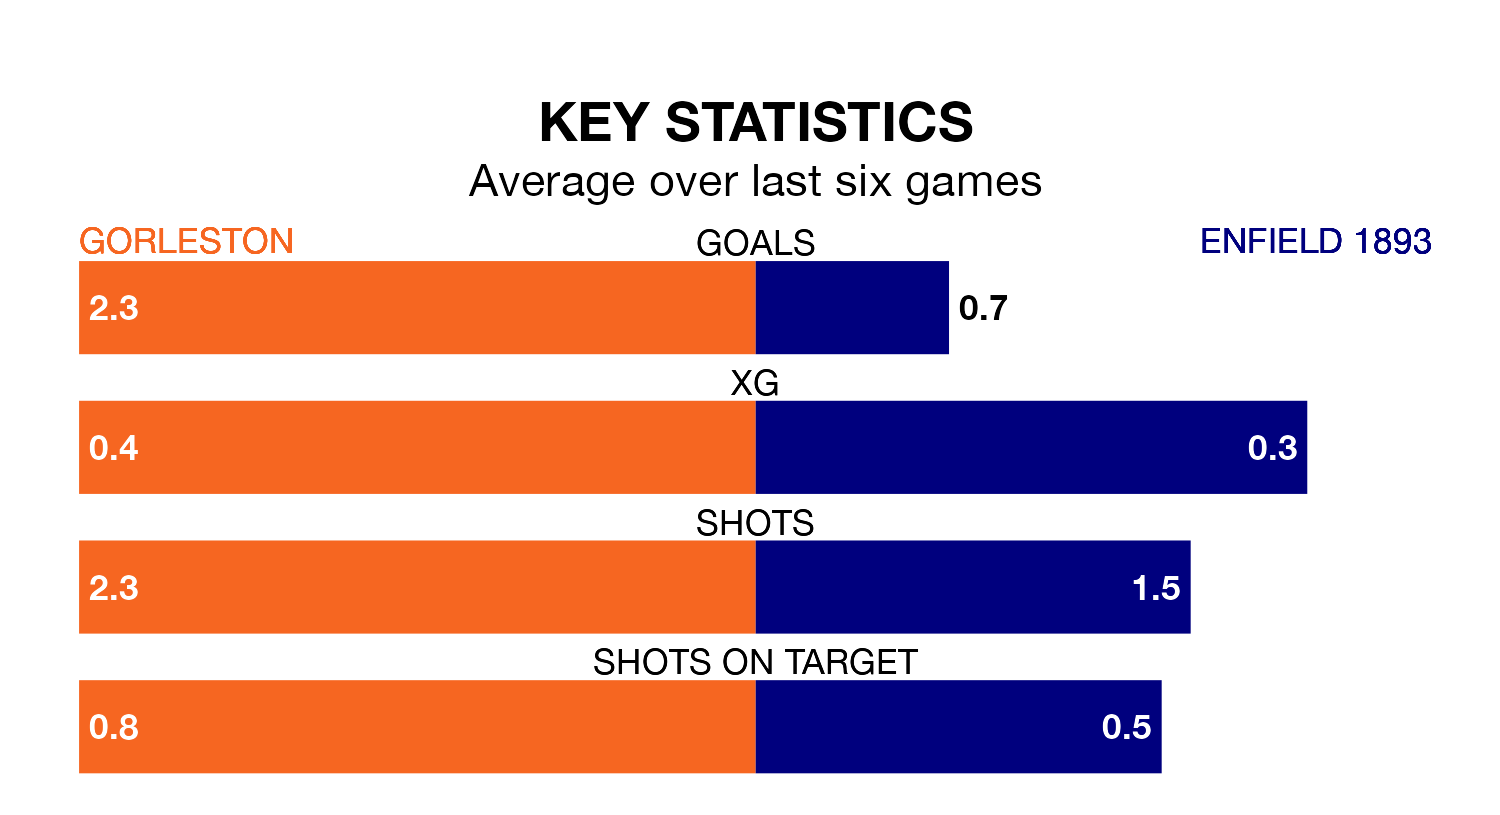 KEY STATISTICS
Average over last six games
GORLESTON GOALS ENFIELD 1893
2.3 0.7
XG
0.4 0.3
SHOTS
2.3 1.5
SHOTS ON TARGET
0.8 0.5